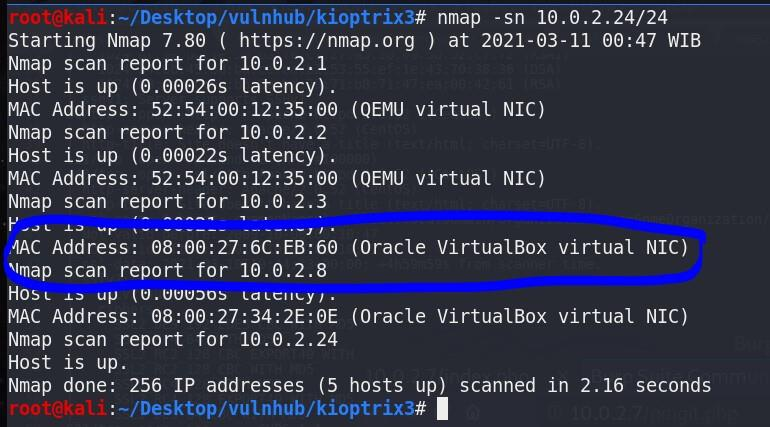 root@kali:~/Desktop/vulnhub/kioptrix3# nmap -sn 10.0.2.24/24
Starting Nmap 7.80 ( https://nmap.org ) at 2021-03-11 00:47 WIB
Nmap scan report for 10.0.2.1
Host is up (0.00026s latency).
MAC Address: 52:54:00:12:35:00 (QEMU virtual NIC)
Nmap scan report for 10.0.2.2
Host is up (0.00022s latency).
MAC Address: 52:54:00:12:35:00 (QEMU virtual NIC)
Nmap scan report for 10.0.2.3
Host is up (0.00021s latency).
MAC Address: 08:00:27:6C:EB:60 (Oracle VirtualBox virtual NIC)
Nmap scan report for 10.0.2.8
Host is up (0.00056s latency).
MAC Address: 08:00:27:34:2E:0E (Oracle VirtualBox virtual NIC)
Nmap scan report for 10.0.2.24
Host is up.
Nmap done: 256 IP addresses (5 hosts up) scanned in 2.16 seconds
root@kali:~/Desktop/vulnhub/kioptrix3#